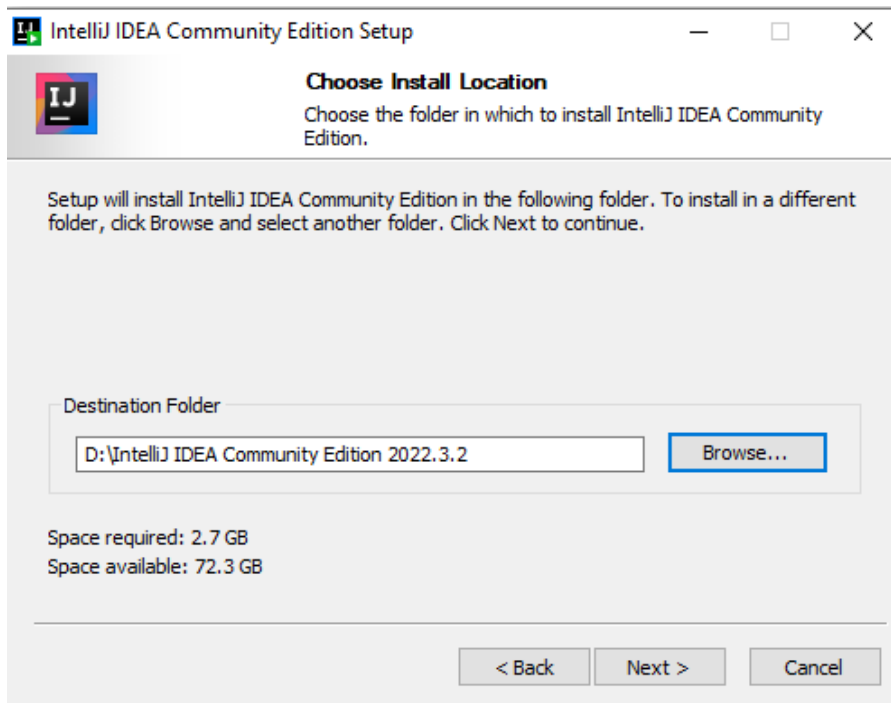 IntelliJ IDEA Community Edition Setup
IJ
Choose Install Location
Choose the folder in which to install IntelliJ IDEA Community
Edition.
Setup will install IntelliJ IDEA Community Edition in the following folder. To install in a different
folder, click Browse and select another folder. Click Next to continue.
Destination Folder
D:\IntelliJ IDEA Community Edition 2022.3.2
Browse...
Space required: 2.7 GB
Space available: 72.3 GB
< Back
Next >
Cancel